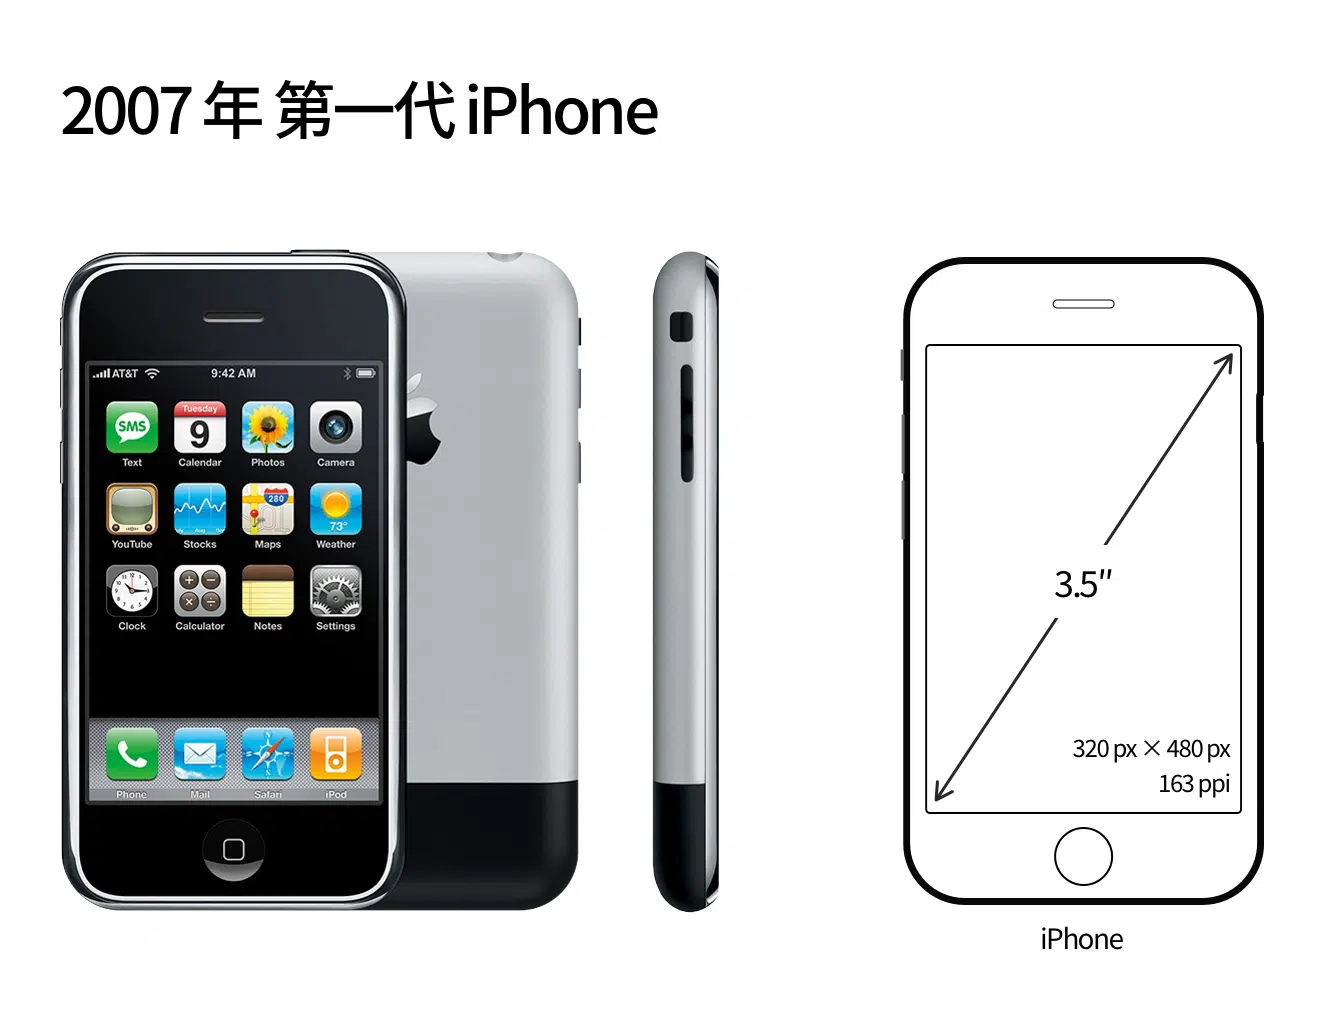 2007 年 第一代 iPhone
AT&T 9:42 AM
SMS Tuesday 9
Text Calendar Photos Camera
280 73°
YouTube Stocks Maps Weather
Clock Calculator Notes Settings
Phone Mail Safari iPod
3.5"
320 px × 480 px
163 ppi
iPhone